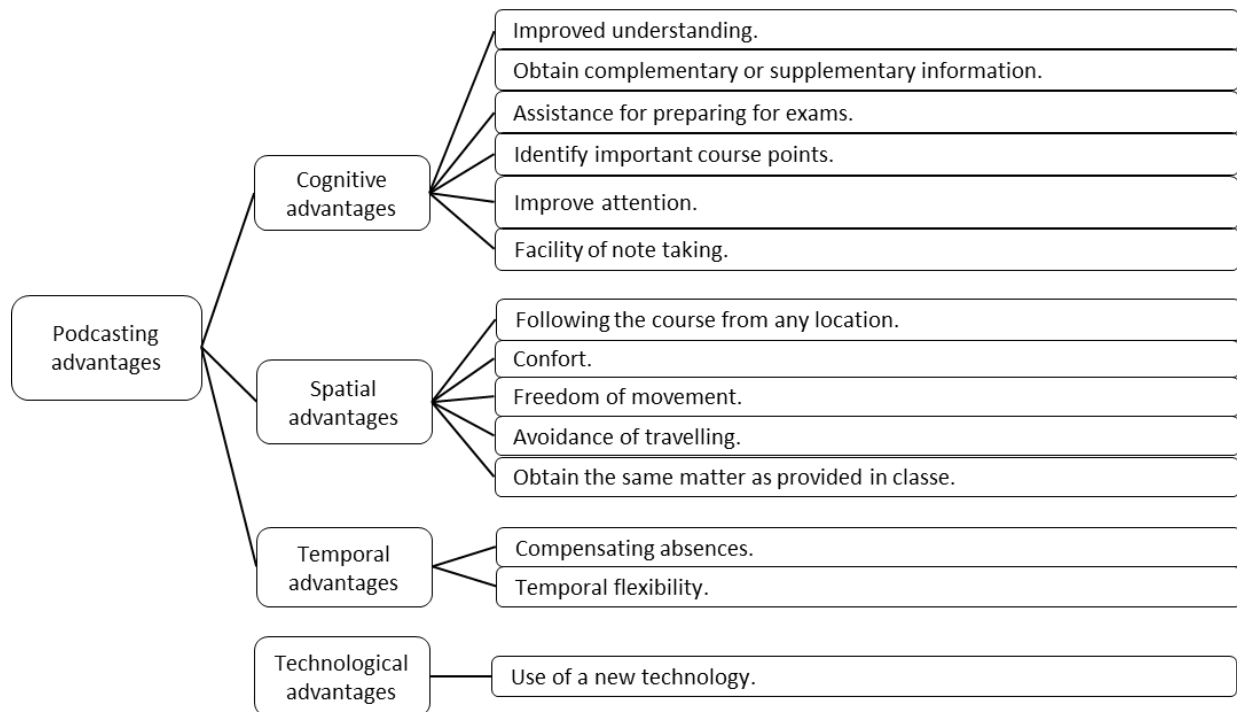 Podcasting
advantages
Cognitive
advantages
Improved understanding.
Obtain complementary or supplementary information.
Assistance for preparing for exams.
Identify important course points.
Improve attention.
Facility of note taking.
Spatial
advantages
Following the course from any location.
Confort.
Freedom of movement.
Avoidance of travelling.
Obtain the same matter as provided in classe.
Temporal
advantages
Compensating absences.
Temporal flexibility.
Technological
advantages
Use of a new technology.